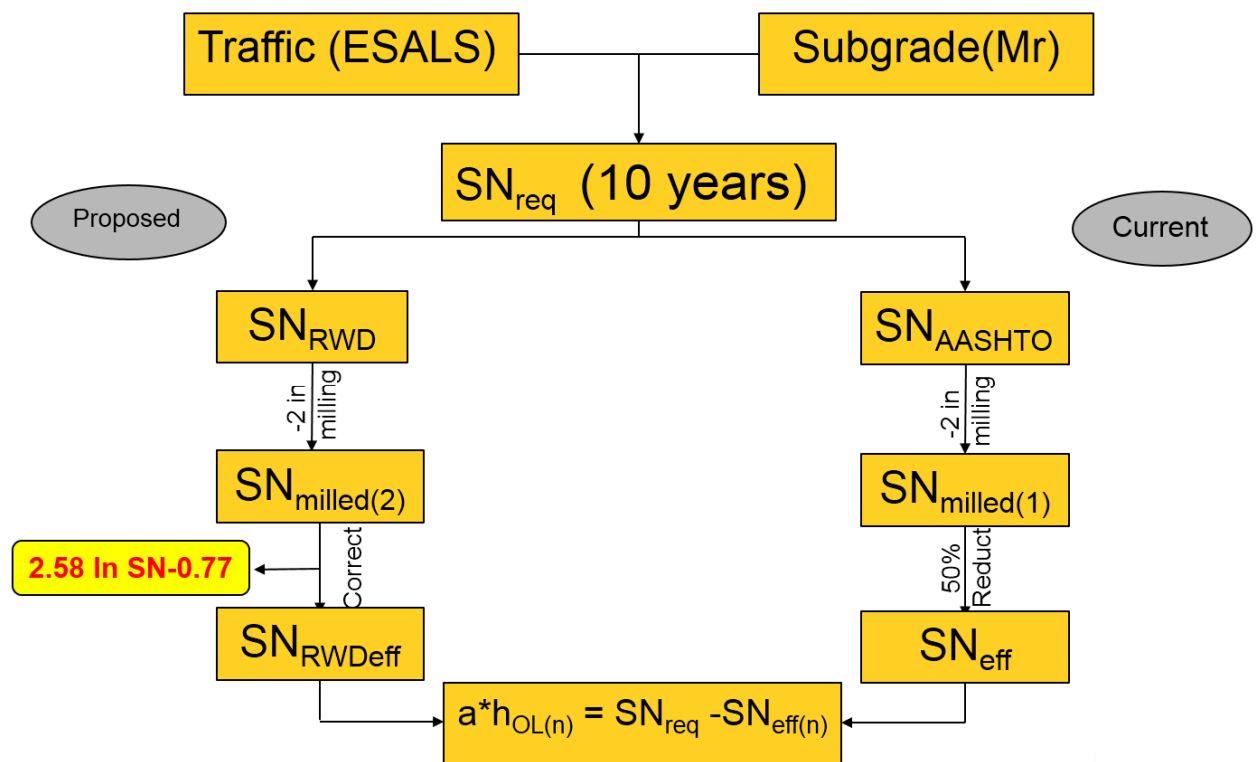 Traffic (ESALS)
Subgrade(Mr)
SNreq (10 years)
Proposed
Current
SNRWD
SNAASHTO
-2 in
milling
-2 in
milling
SNmilled(2)
SNmilled(1)
2.58 ln SN-0.77
Correct
50%
Reduct
SNRWDeff
SNeff
a*hOL(n) = SNreq -SNeff(n)